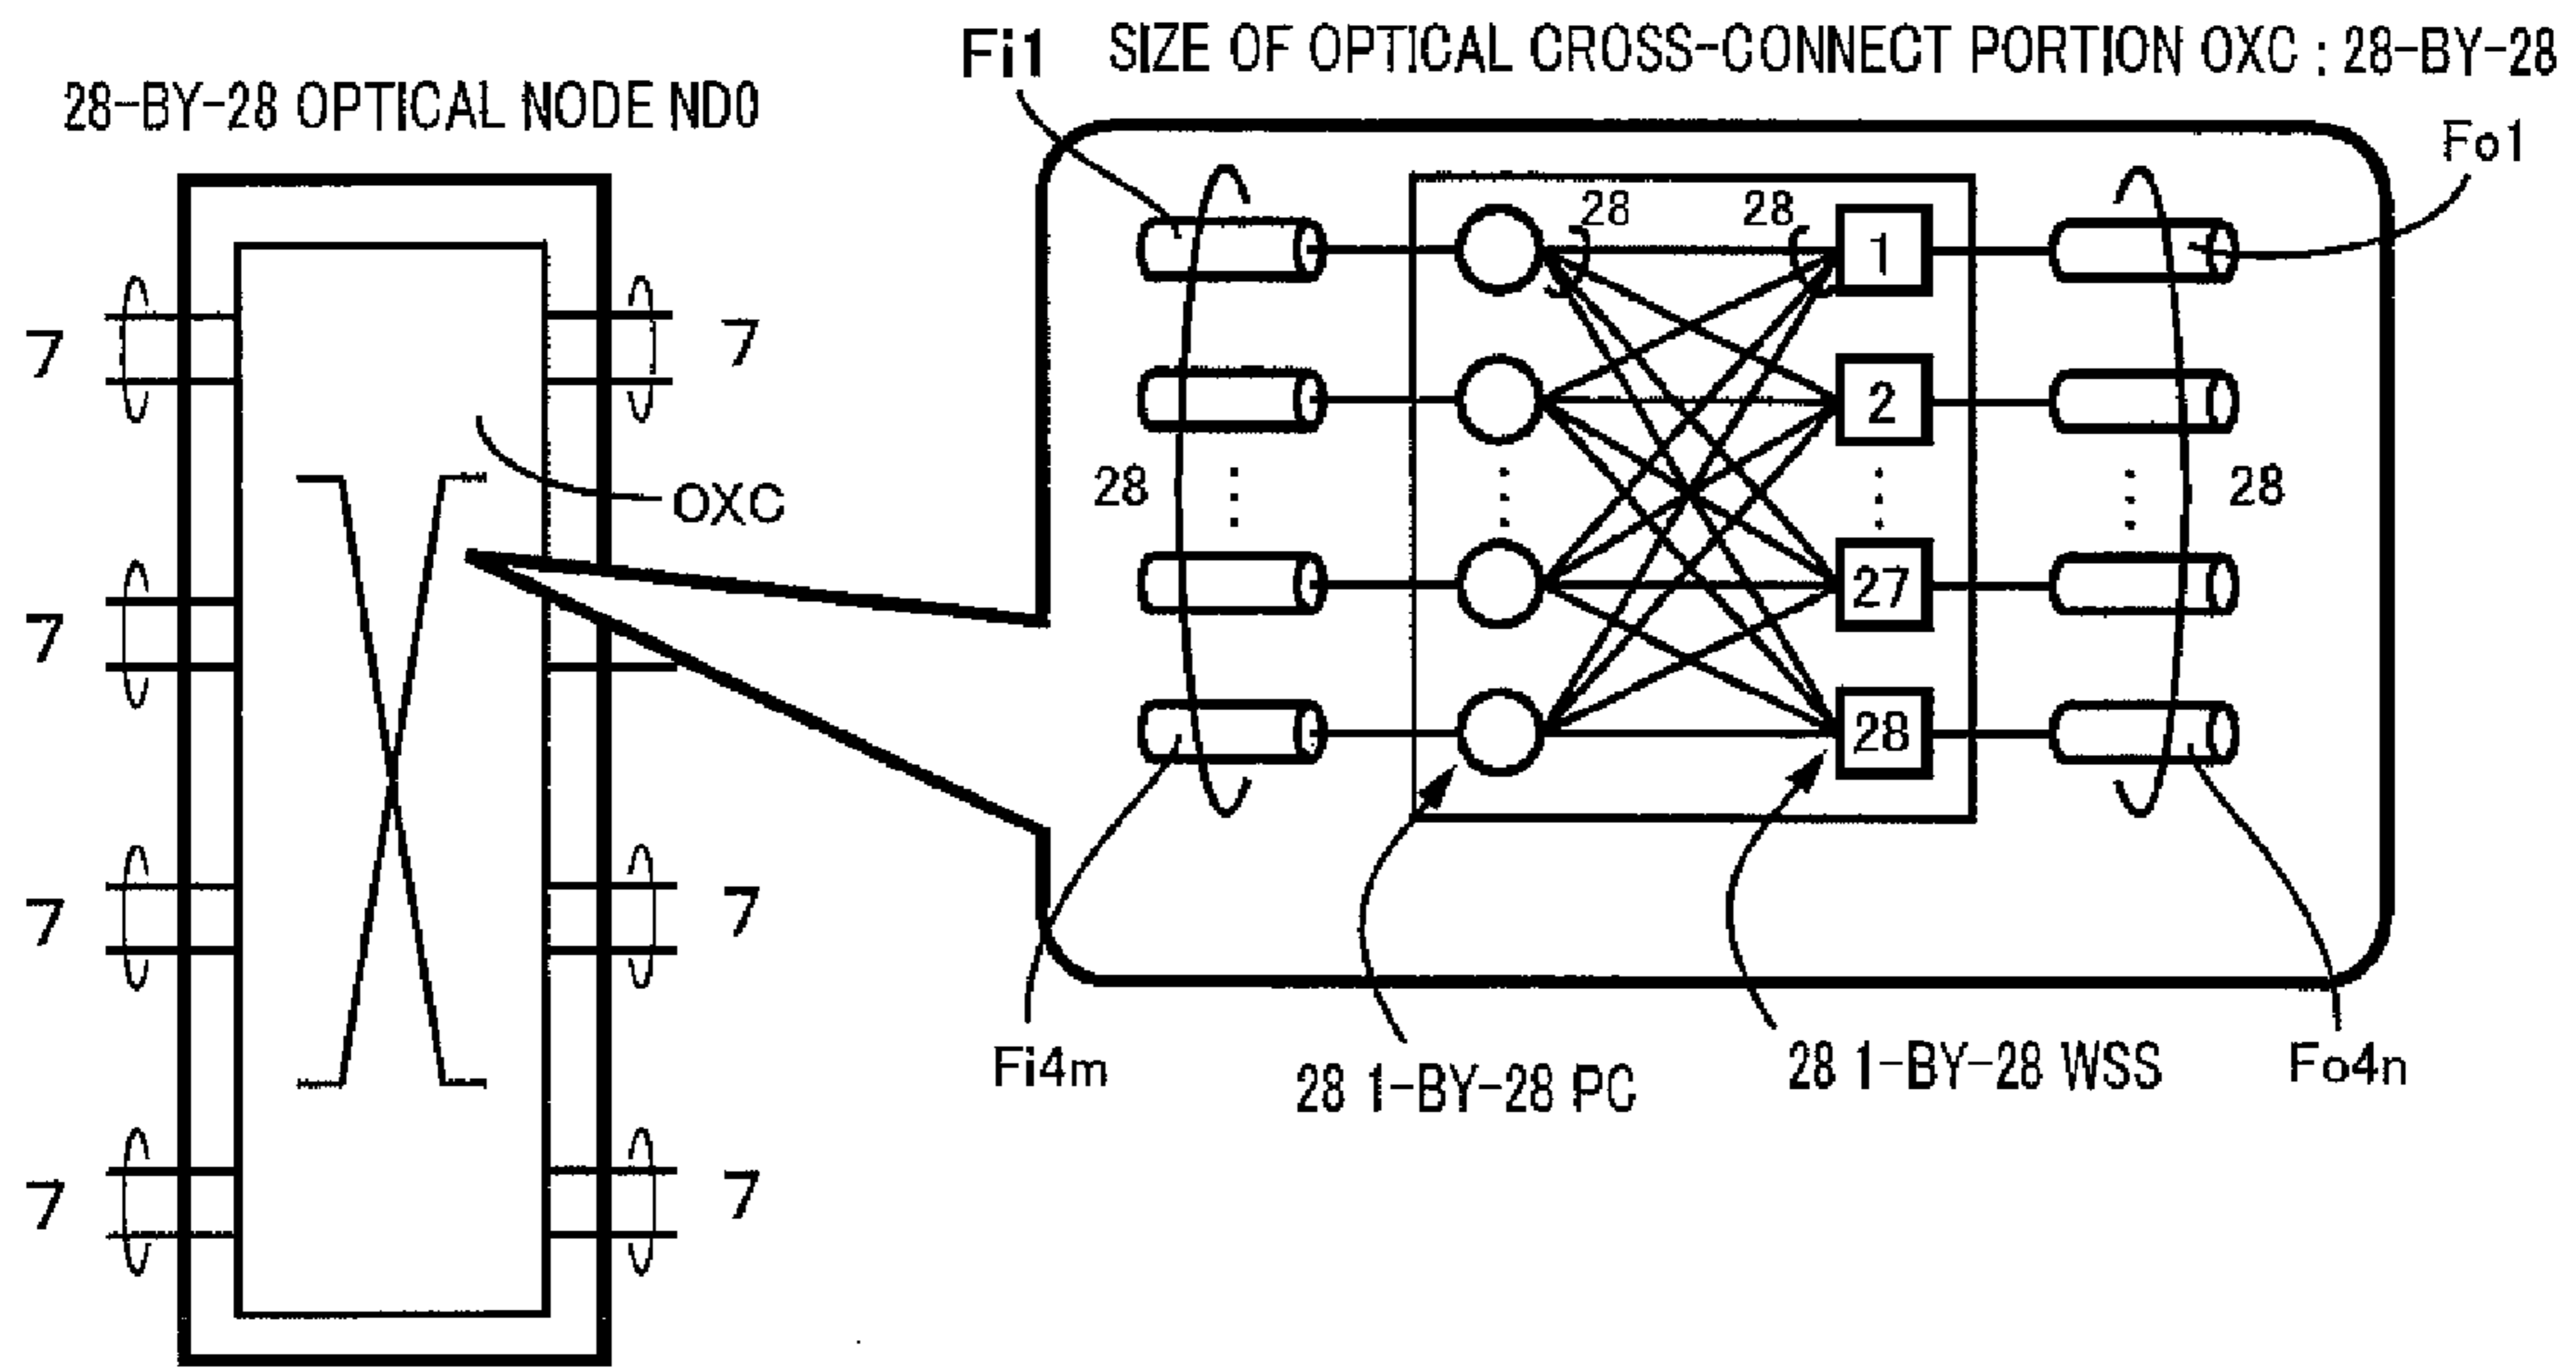 Fi1
SIZE OF OPTICAL CROSS-CONNECT PORTION OXC : 28-BY-28
28-BY-28 OPTICAL NODE ND0
Fo1
28
28
1
7
7
2
28
28
OXC
27
7
28
7
7
Fi4m
28 1-BY-28 PC
28 1-BY-28 WSS
Fo4n
7
7